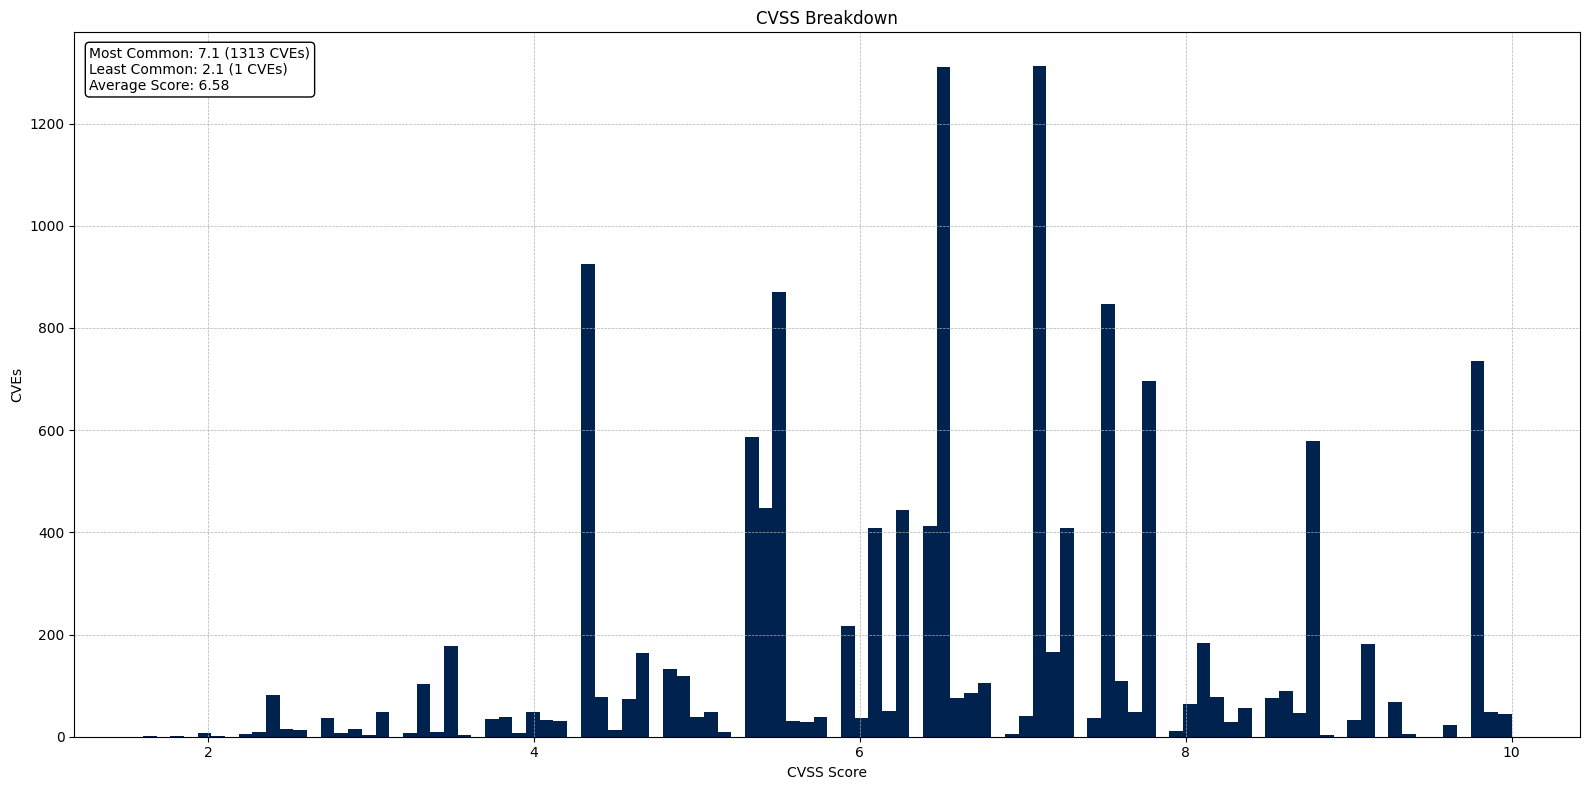 CVSS Breakdown
Most Common: 7.1 (1313 CVEs)
Least Common: 2.1 (1 CVEs)
Average Score: 6.58
1200
1000
800
600
400
200
0
CVEs
2 4 6 8 10
CVSS Score